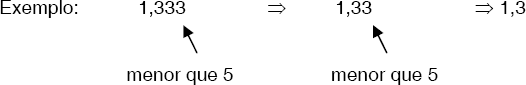 Exemplo: 1,333 ⇒ 1,33 ⇒ 1,3
menor que 5 menor que 5